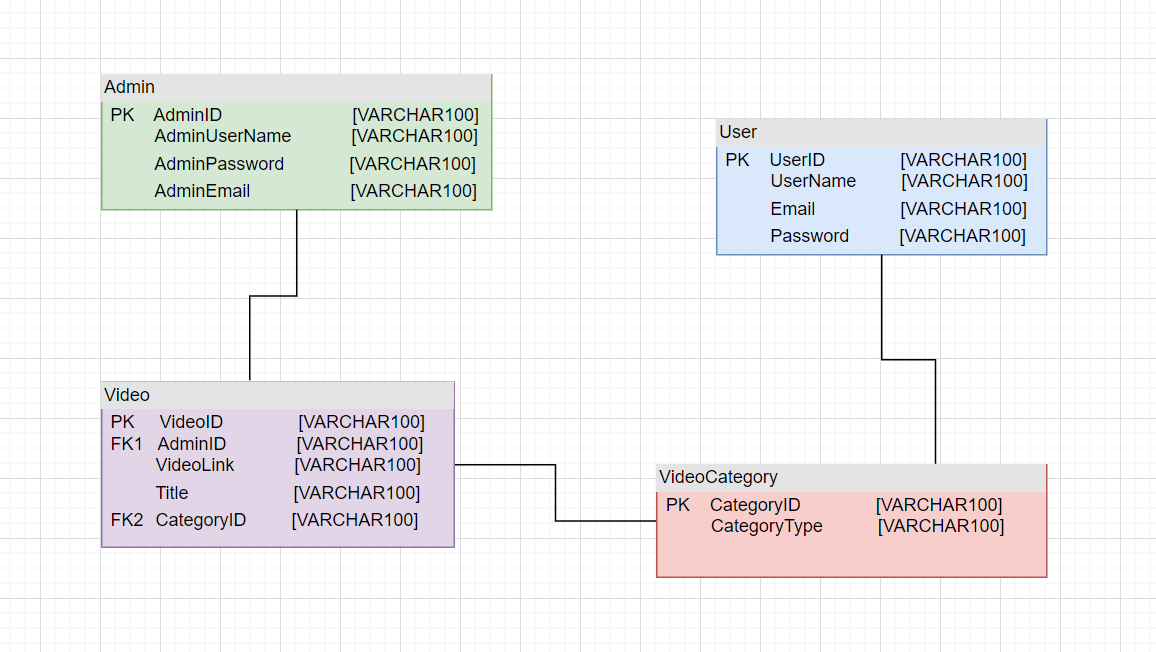 Admin
PK AdminID [VARCHAR100]
AdminUserName [VARCHAR100]
AdminPassword [VARCHAR100]
AdminEmail [VARCHAR100]
User
PK UserID [VARCHAR100]
UserName [VARCHAR100]
Email [VARCHAR100]
Password [VARCHAR100]
Video
PK VideoID [VARCHAR100]
FK1 AdminID [VARCHAR100]
VideoLink [VARCHAR100]
Title [VARCHAR100]
FK2 CategoryID [VARCHAR100]
VideoCategory
PK CategoryID [VARCHAR100]
CategoryType [VARCHAR100]